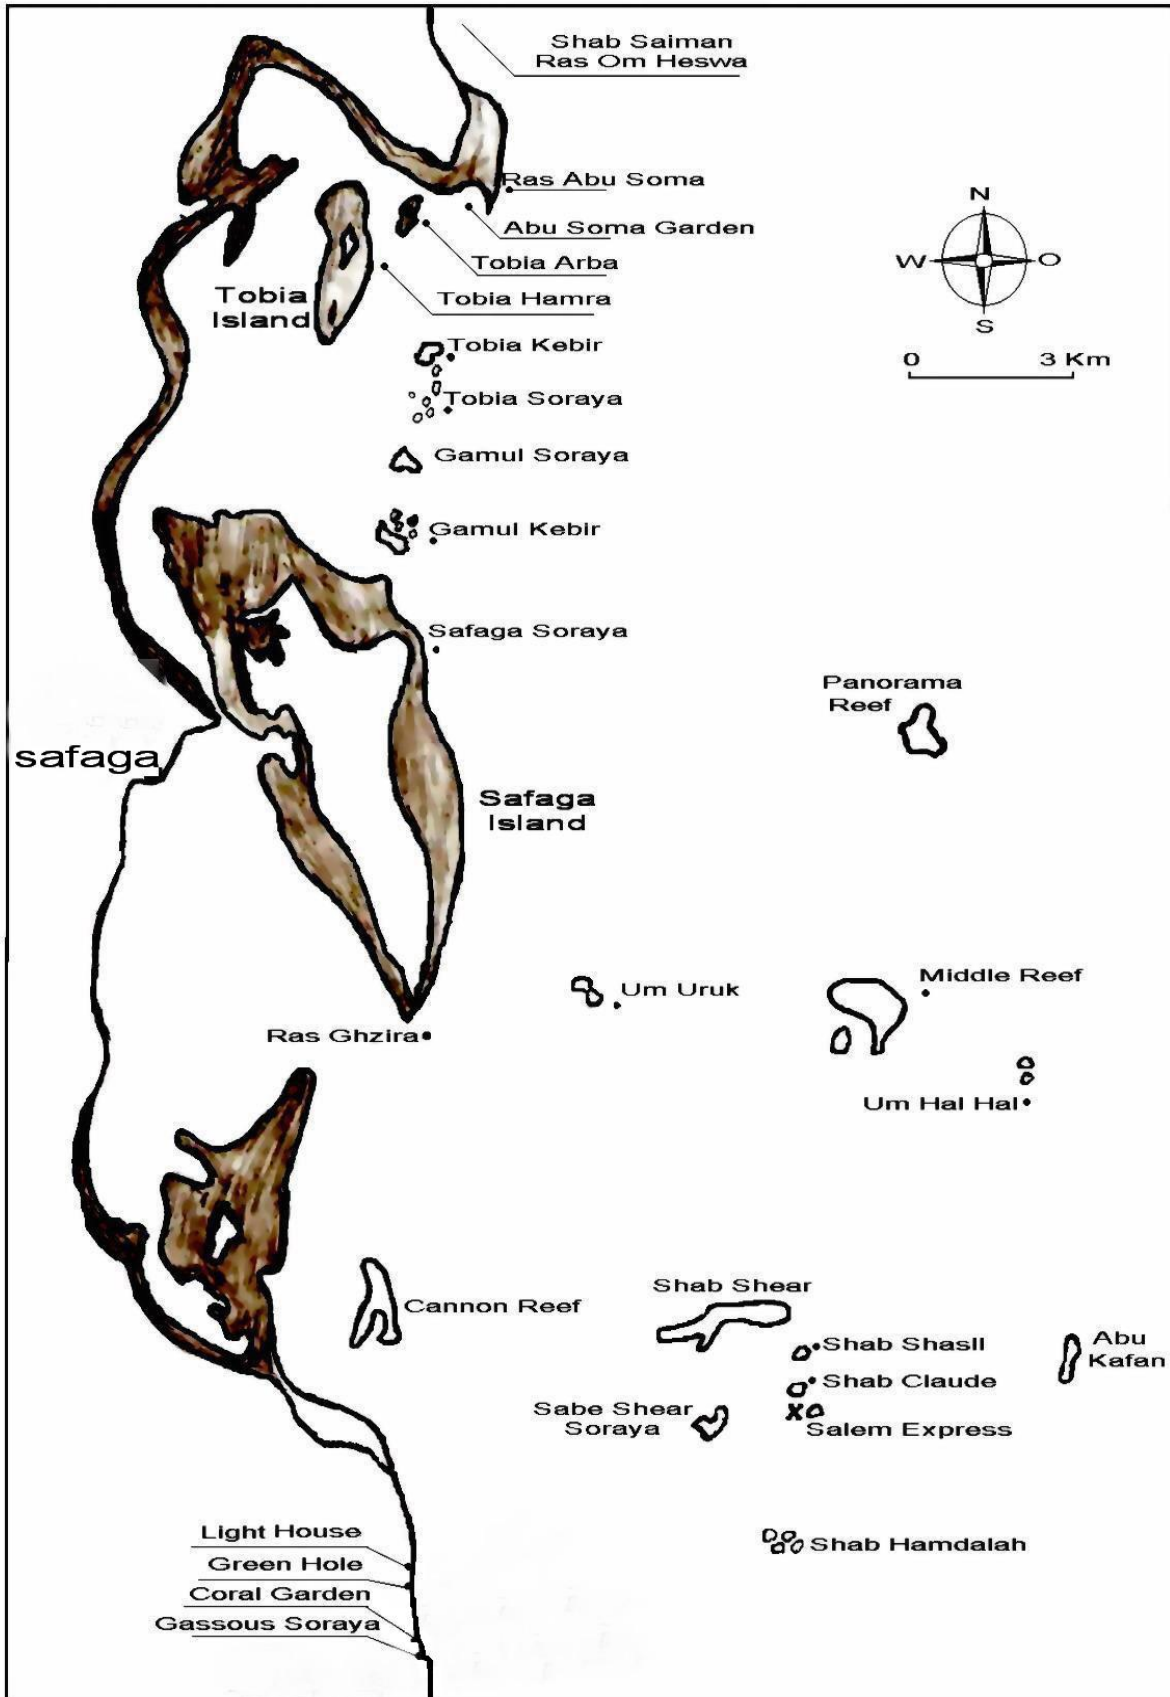 Shab Saiman
Ras Om Heswa
Ras Abu Soma
Abu Soma Garden
Tobia Arba
Tobia Hamra
Tobia
Island
N
W
O
S
0 3 Km
Tobia Kebir
Tobia Soraya
Gamul Soraya
Gamul Kebir
Safaga Soraya
Panorama
Reef
safaga
Safaga
Island
Um Uruk
Middle Reef
Ras Ghzira
Um Hal Hal
Cannon Reef
Shab Shear
Shab Shasll
Abu
Kafan
Shab Claude
Sabe Shear
Soraya
X
Salem Express
Light House
Green Hole
Coral Garden
Gassous Soraya
Shab Hamdalah